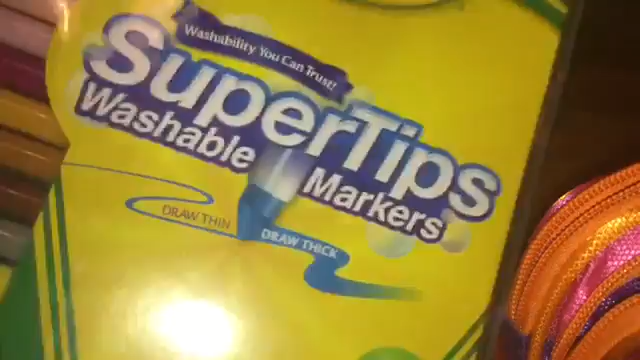 Washability You Can Trust!
SuperTips
Washable Markers
DRAW THIN
DRAW THICK